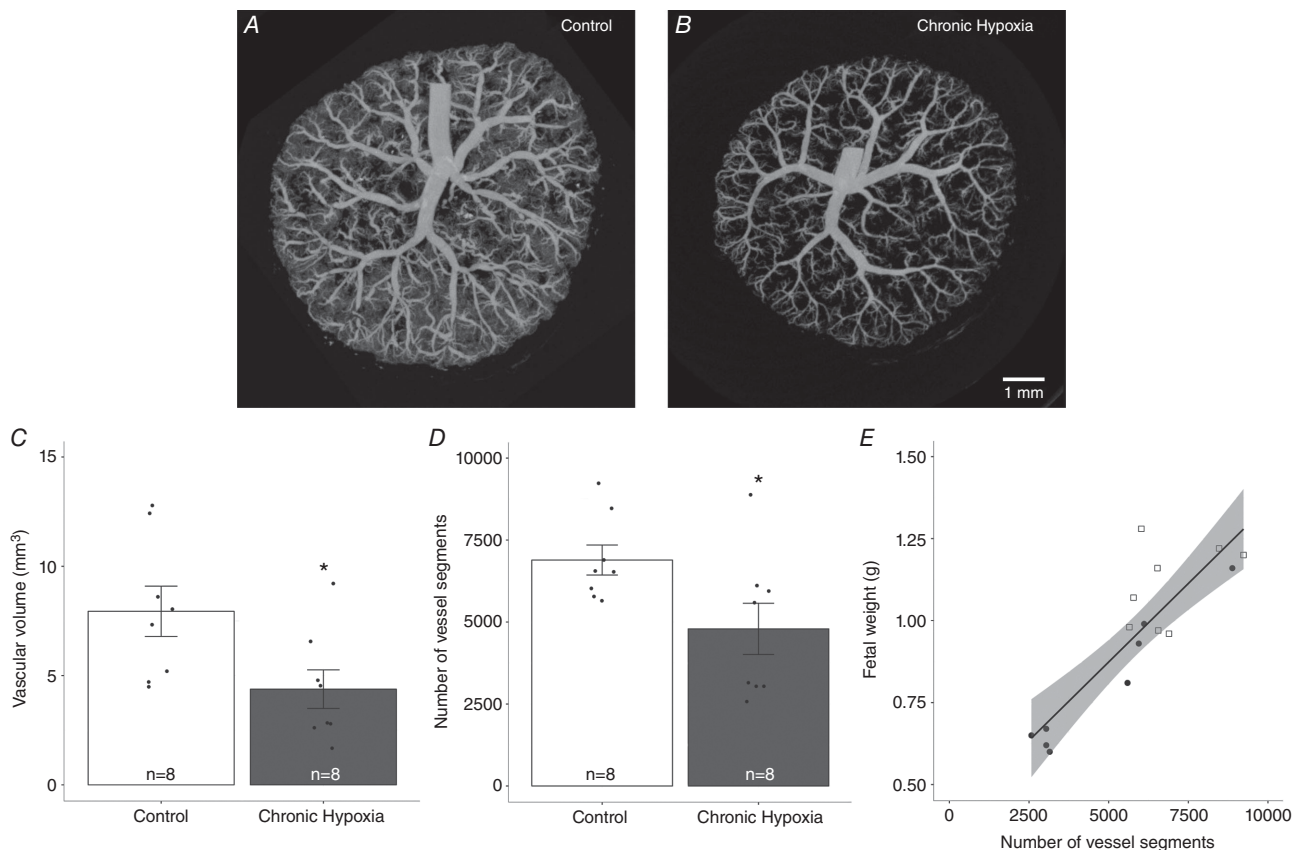 A
Control
B
Chronic Hypoxia
1 mm
C
15
10
5
0
Vascular volume (mm³)
*
n=8
n=8
Control
Chronic Hypoxia
D
10000
7500
5000
2500
0
Number of vessel segments
*
n=8
n=8
Control
Chronic Hypoxia
E
1.50
1.25
1.00
0.75
0.50
Fetal weight (g)
0
2500
5000
7500
10000
Number of vessel segments